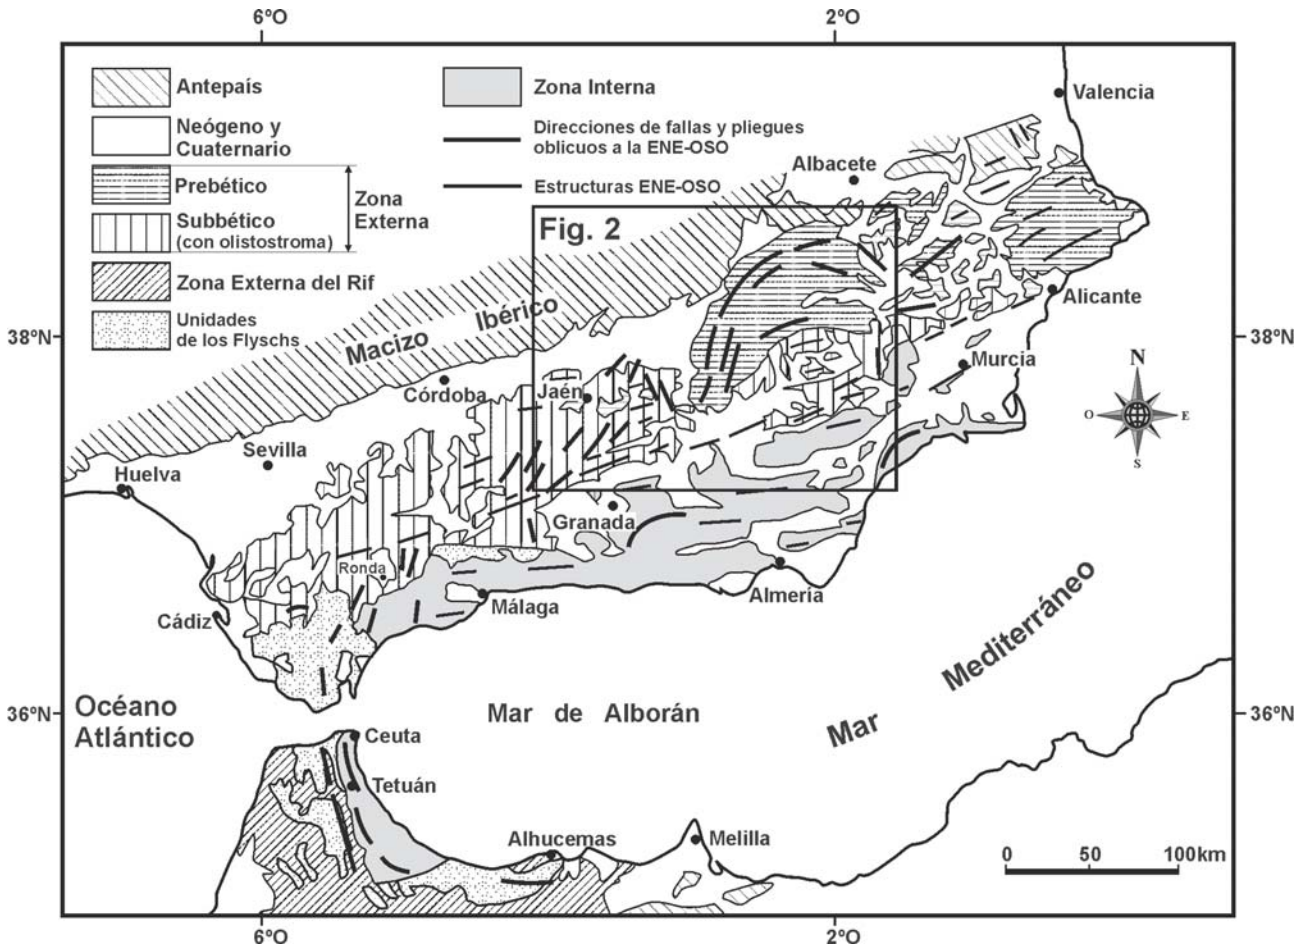 6ºO
2ºO
Antepaís
Neógeno y
Cuaternario
Prebético
Subbético
(con olistostroma)
Zona
Externa
Zona Externa del Rif
Unidades
de los Flyschs
Zona Interna
Direcciones de fallas y pliegues
oblicuos a la ENE-OSO
Estructuras ENE-OSO
Valencia
Albacete
Fig. 2
Alicante
38ºN
38ºN
Macizo Ibérico
Murcia
Córdoba
Jaén
N
O
E
S
Sevilla
Huelva
Granada
Ronda
Almería
Málaga
Cádiz
Océano
Atlántico
Mar de Alborán
Mar Mediterráneo
36ºN
36ºN
Ceuta
Tetuán
Alhucemas
Melilla
0 50 100km
6ºO
2ºO